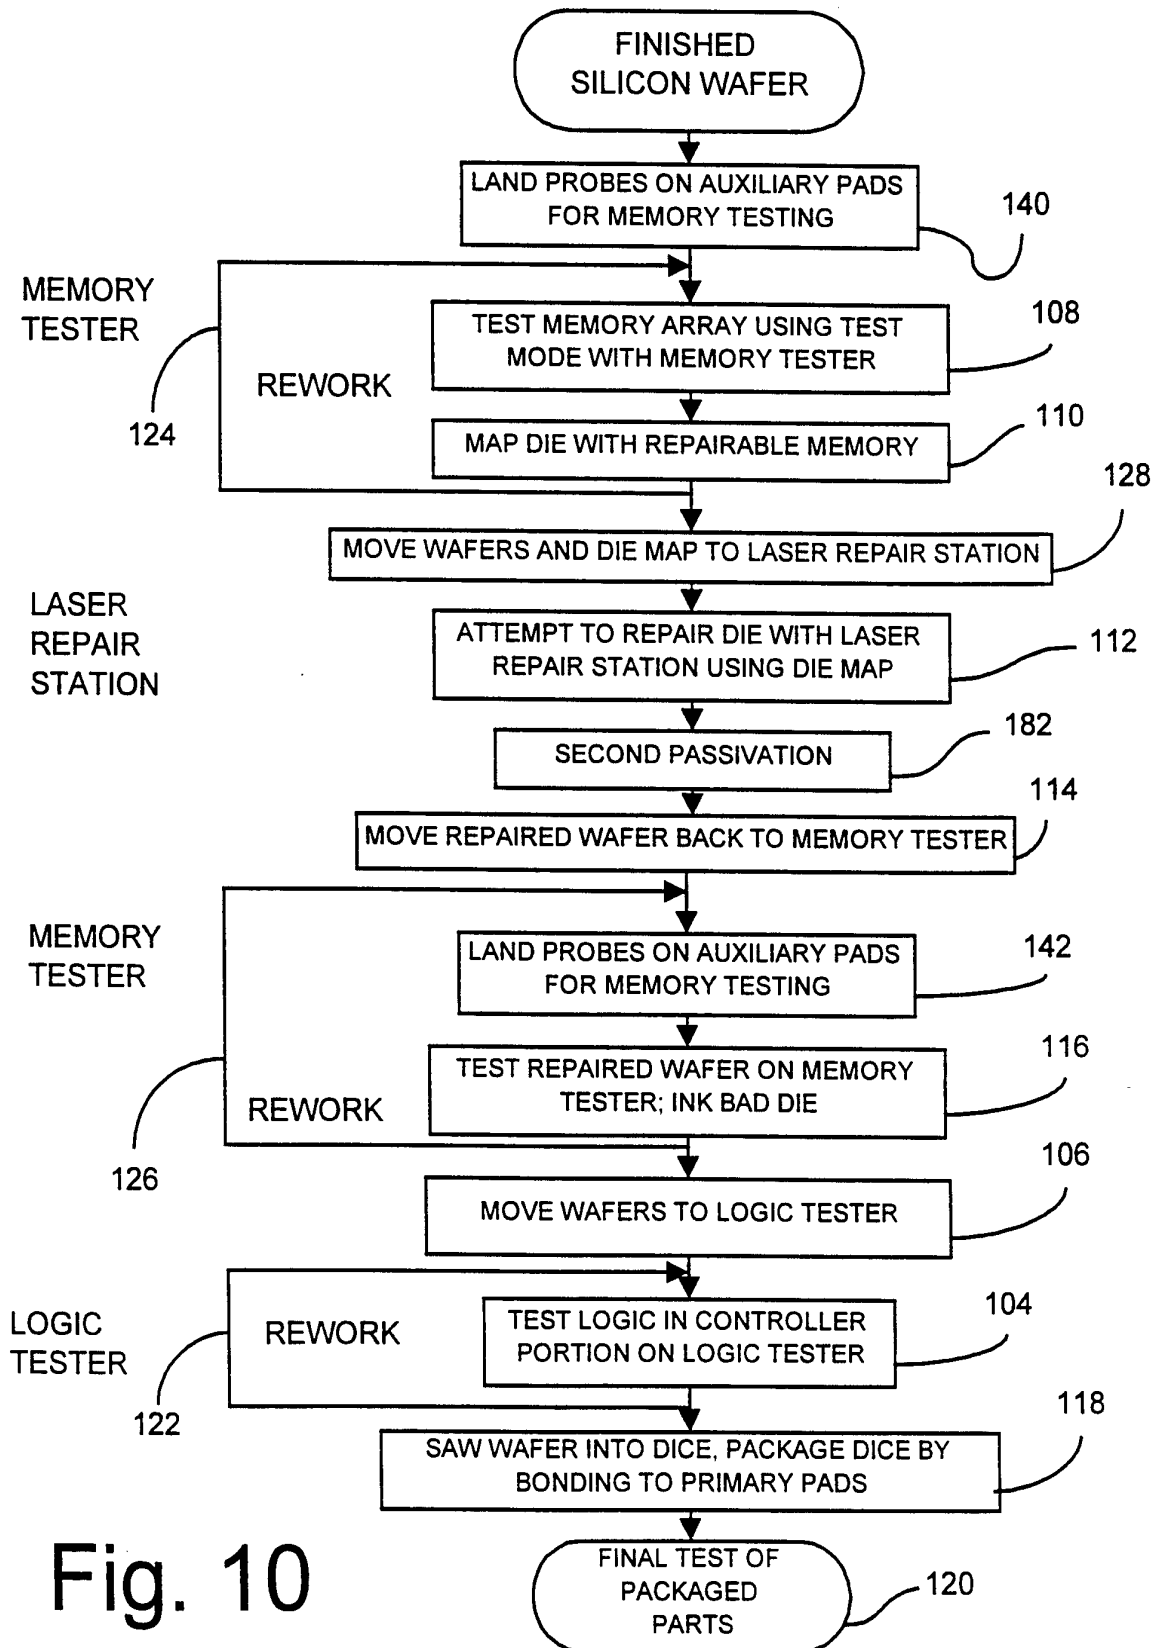 FINISHED
SILICON WAFER
LAND PROBES ON AUXILIARY PADS
FOR MEMORY TESTING
140
MEMORY
TESTER
TEST MEMORY ARRAY USING TEST
MODE WITH MEMORY TESTER
108
REWORK
124
MAP DIE WITH REPAIRABLE MEMORY
110
128
MOVE WAFERS AND DIE MAP TO LASER REPAIR STATION
LASER
REPAIR
STATION
ATTEMPT TO REPAIR DIE WITH LASER
REPAIR STATION USING DIE MAP
112
SECOND PASSIVATION
182
114
MOVE REPAIRED WAFER BACK TO MEMORY TESTER
MEMORY
TESTER
LAND PROBES ON AUXILIARY PADS
FOR MEMORY TESTING
142
TEST REPAIRED WAFER ON MEMORY
TESTER; INK BAD DIE
116
REWORK
126
106
MOVE WAFERS TO LOGIC TESTER
LOGIC
TESTER
REWORK
TEST LOGIC IN CONTROLLER
PORTION ON LOGIC TESTER
104
122
118
SAW WAFER INTO DICE, PACKAGE DICE BY
BONDING TO PRIMARY PADS
Fig. 10
FINAL TEST OF
PACKAGED
PARTS
120